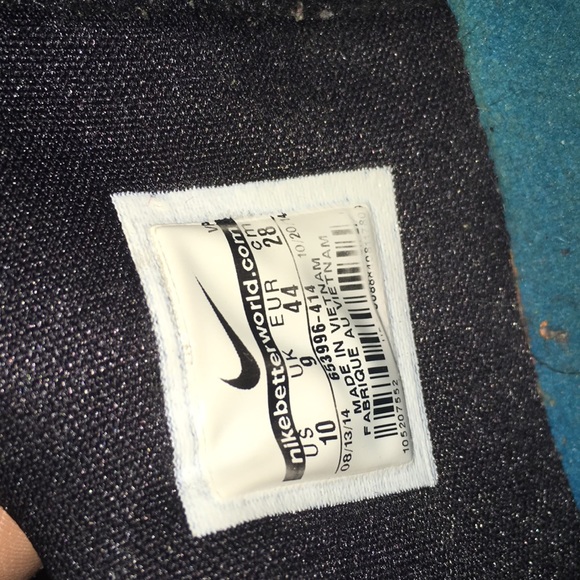 nikebetterworld.com
US UK EUR cm
10 9 44 28
08/13/14 10/20 14
653996-414
MADE IN VIETNAM
FABRIQUE AU VIETNAM
105207552